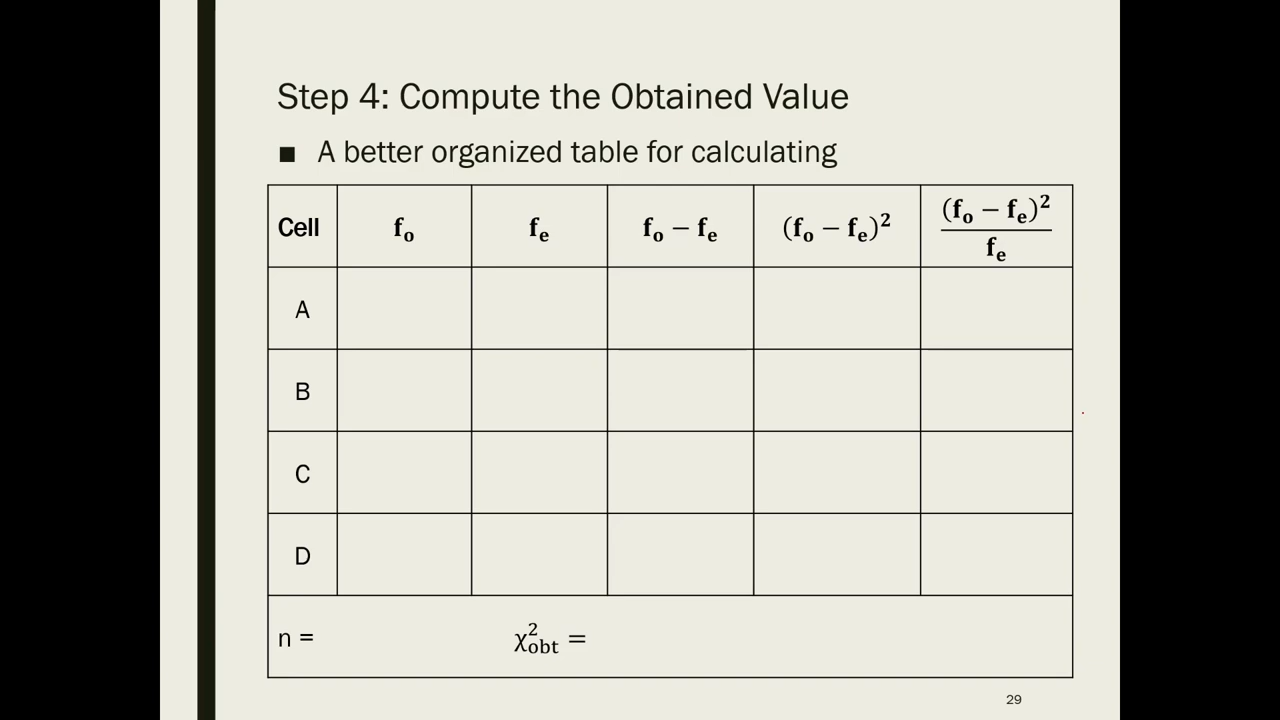 Step 4: Compute the Obtained Value
■ A better organized table for calculating
Cell f_o f_e f_o − f_e (f_o − f_e)² (f_o − f_e)²/f_e
A
B
C
D
n = χ²_obt =
29